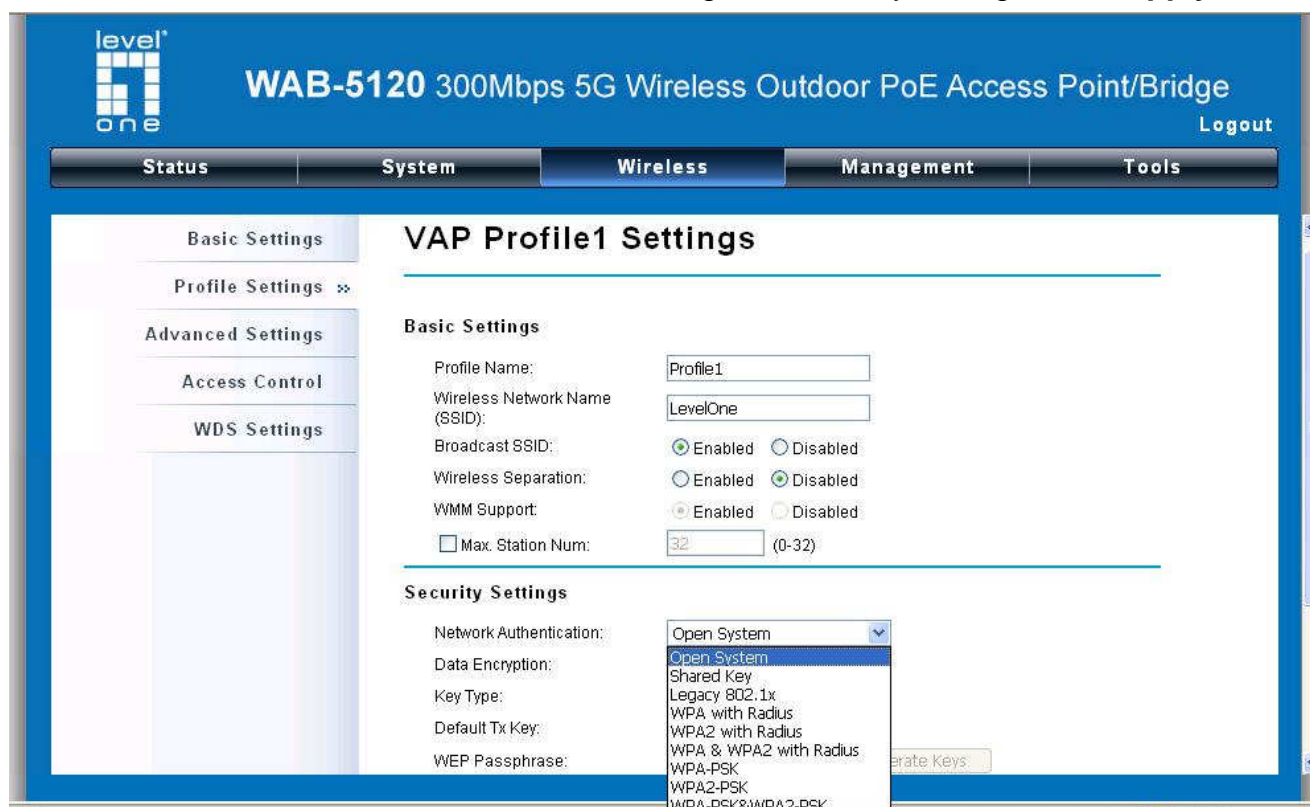 level
one
WAB-5120 300Mbps 5G Wireless Outdoor PoE Access Point/Bridge
Logout
Status System Wireless Management Tools
Basic Settings
Profile Settings »
Advanced Settings
Access Control
WDS Settings
VAP Profile1 Settings
Basic Settings
Profile Name: Profile1
Wireless Network Name
(SSID): LevelOne
Broadcast SSID: Enabled Disabled
Wireless Separation: Enabled Disabled
WMM Support: Enabled Disabled
Max. Station Num: 32 (0-32)
Security Settings
Network Authentication: Open System
Data Encryption:
Key Type:
Default Tx Key:
WEP Passphrase:
Open System
Shared Key
Legacy 802.1x
WPA with Radius
WPA2 with Radius
WPA & WPA2 with Radius
WPA-PSK
WPA2-PSK
WPA-PSK&WPA2-PSK
Keys